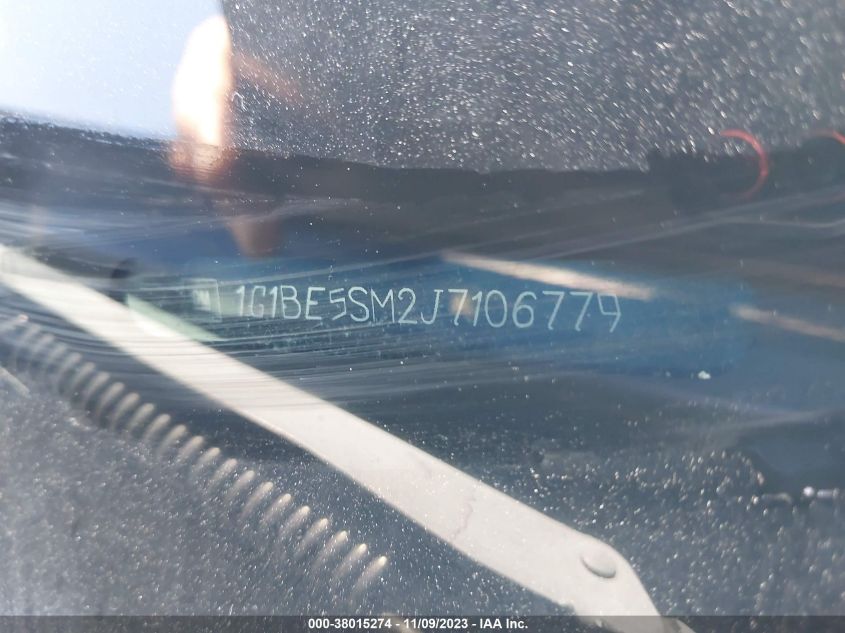 1G1BE5SM2J7106779
000-38015274 - 11/09/2023 - IAA Inc.